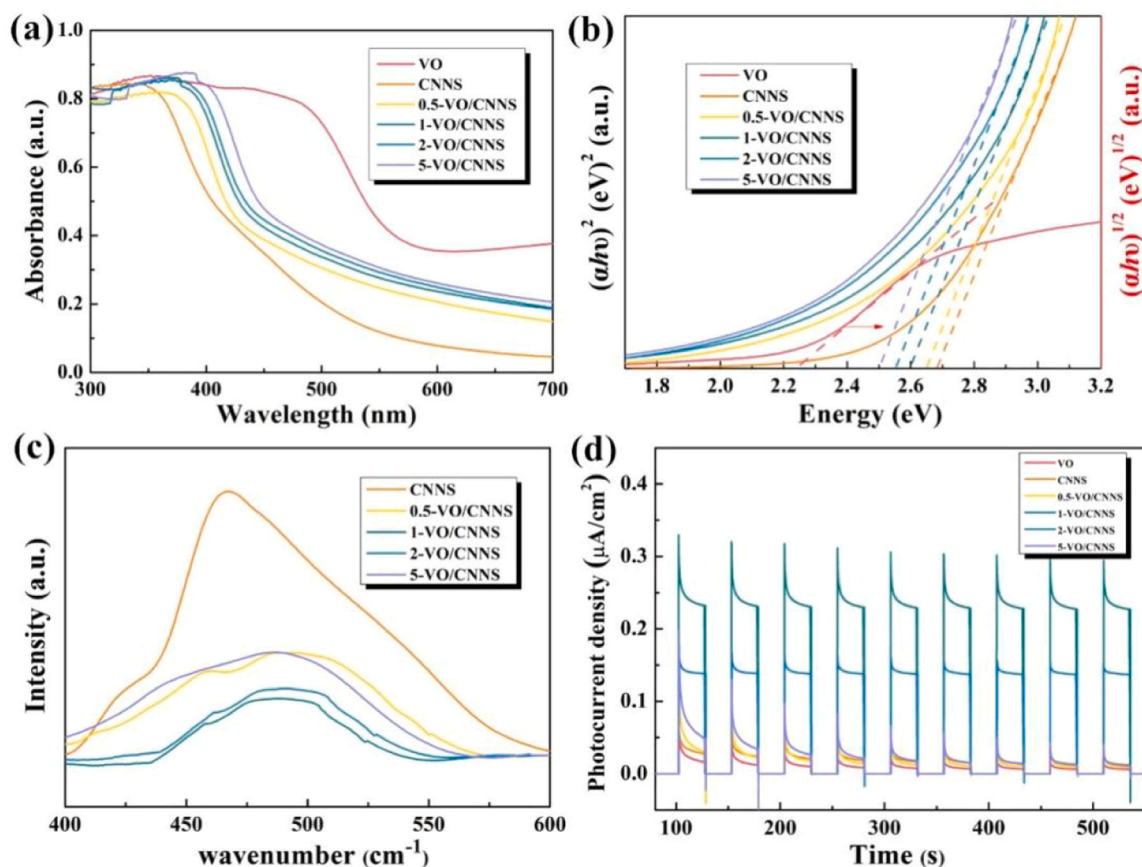 (a)
1.0
0.8
0.6
0.4
0.2
0.0
Absorbance (a.u.)
VO
CNNS
0.5-VO/CNNS
1-VO/CNNS
2-VO/CNNS
5-VO/CNNS
300 400 500 600 700
Wavelength (nm)
(b)
(αhυ)² (eV)² (a.u.)
VO
CNNS
0.5-VO/CNNS
1-VO/CNNS
2-VO/CNNS
5-VO/CNNS
(αhυ)^1/2 (eV)^1/2 (a.u.)
1.8 2.0 2.2 2.4 2.6 2.8 3.0 3.2
Energy (eV)
(c)
Intensity (a.u.)
CNNS
0.5-VO/CNNS
1-VO/CNNS
2-VO/CNNS
5-VO/CNNS
400 450 500 550 600
wavenumber (cm⁻¹)
(d)
0.4
0.3
0.2
0.1
0.0
Photocurrent density (μA/cm²)
VO
CNNS
0.5-VO/CNNS
1-VO/CNNS
2-VO/CNNS
5-VO/CNNS
100 200 300 400 500
Time (s)